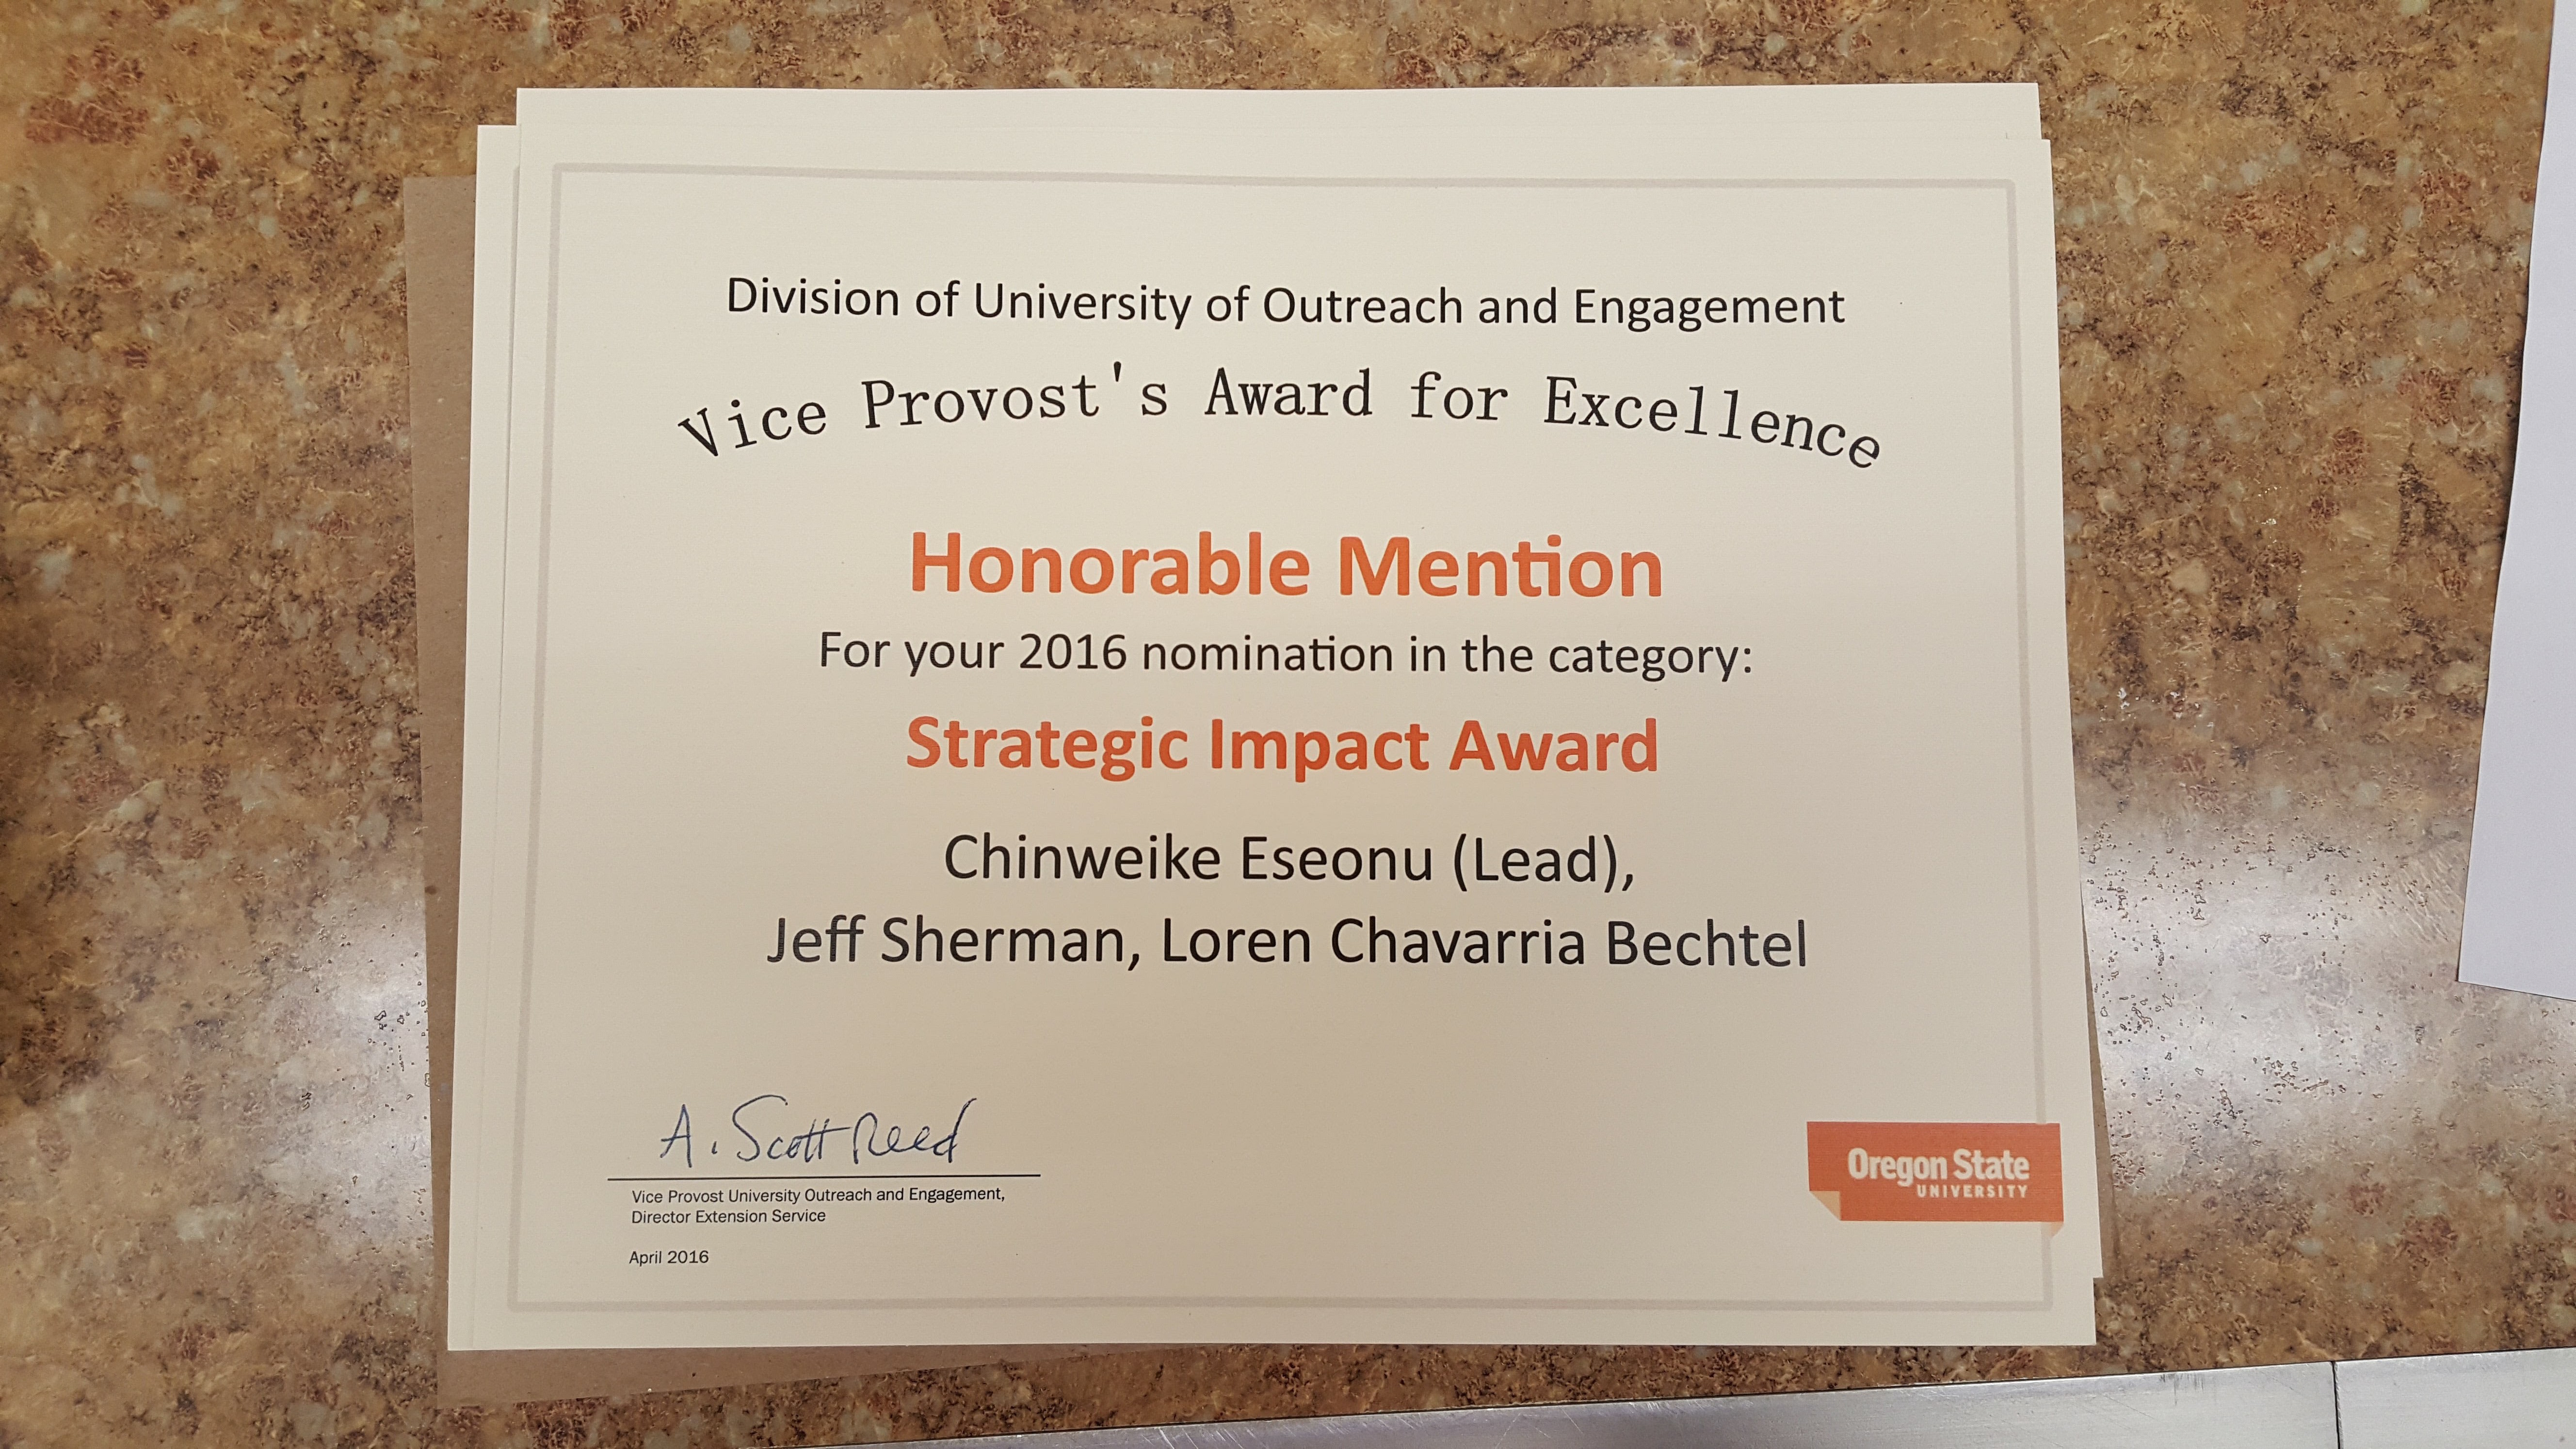 Division of University of Outreach and Engagement
Vice Provost's Award for Excellence
Honorable Mention
For your 2016 nomination in the category:
Strategic Impact Award
Chinweike Eseonu (Lead),
Jeff Sherman, Loren Chavarria Bechtel
A. Scott Reed
Vice Provost University Outreach and Engagement,
Director Extension Service
April 2016
Oregon State
UNIVERSITY